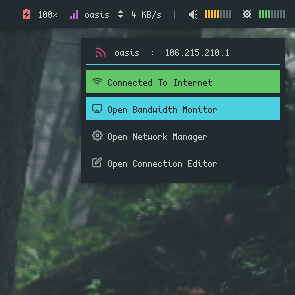 100% oasis 4 KB/s |
oasis : 106.215.210.1
Connected To Internet
Open Bandwidth Monitor
Open Network Manager
Open Connection Editor